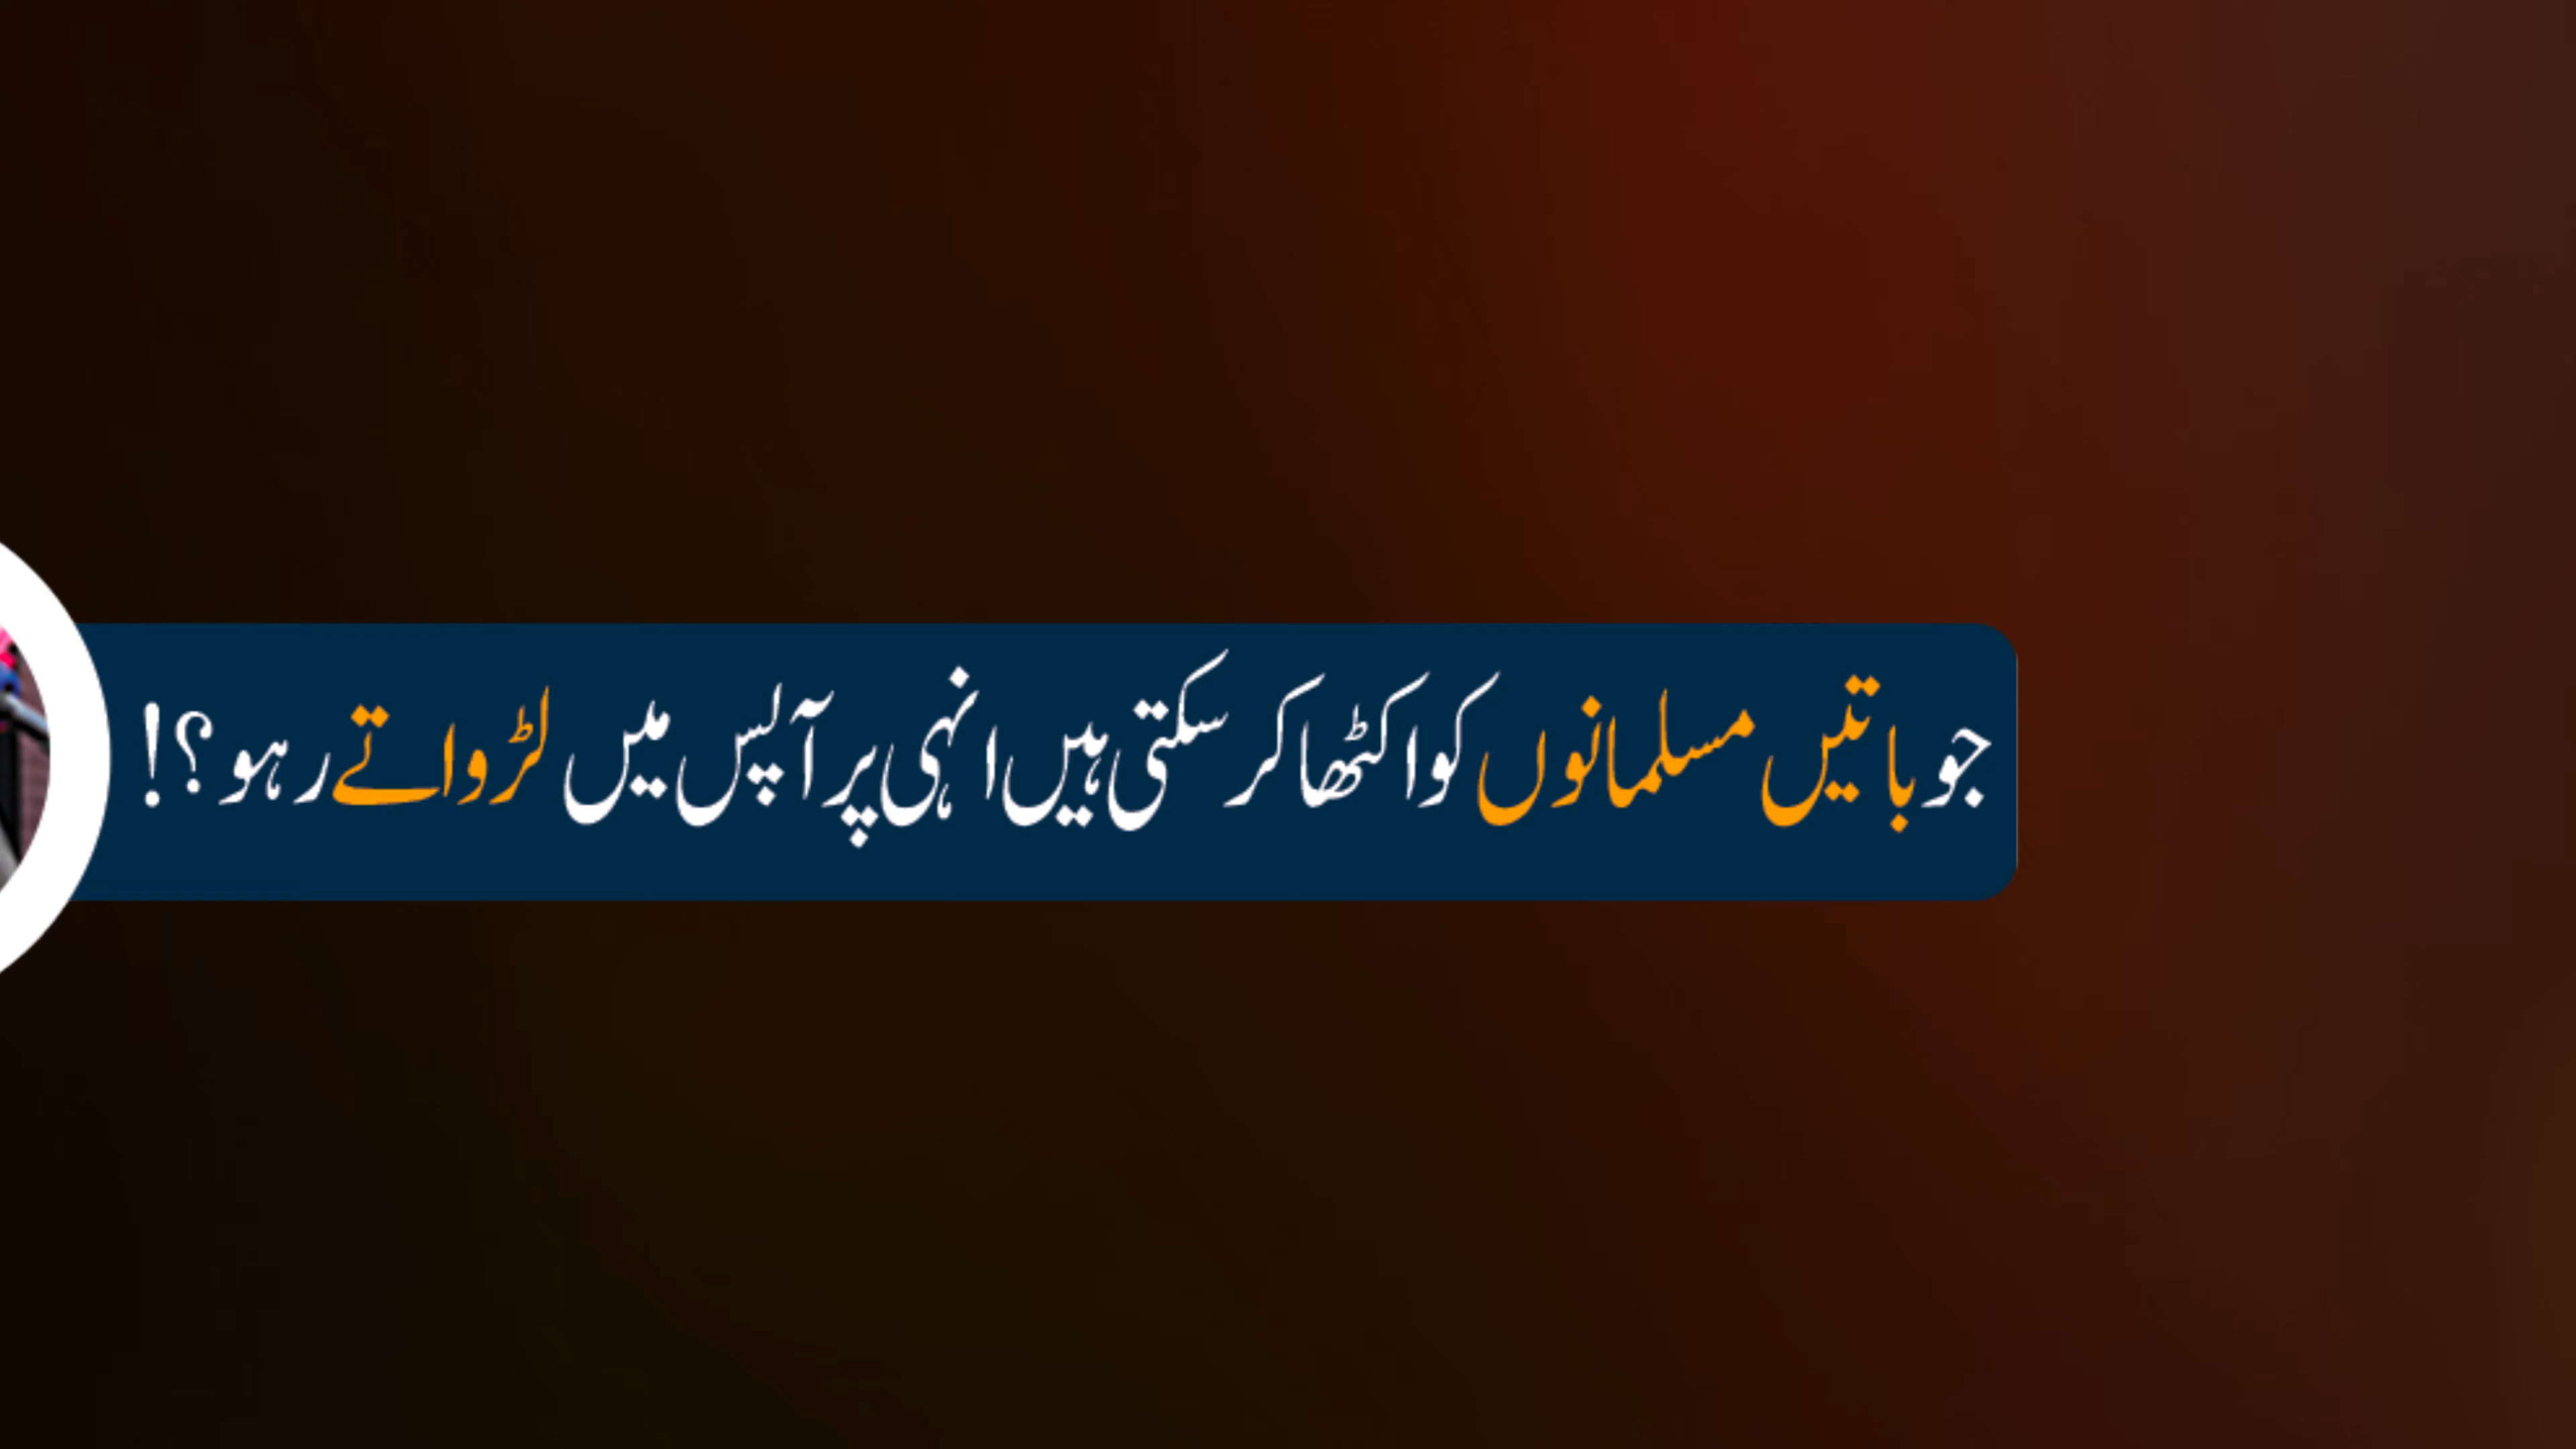 جو باتیں مسلمانوں کو اکٹھا کر سکتی ہیں انہی پر آپس میں لڑواتے رہو؟!